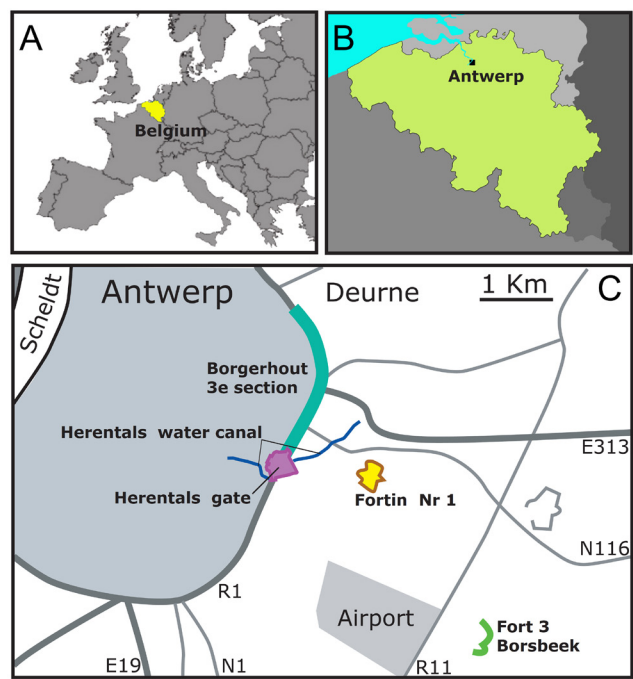 A
Belgium
B
Antwerp
C
Scheldt
Antwerp
Deurne
1 Km
Borgerhout
3e section
Herentals water canal
E313
Herentals gate
Fortin Nr 1
N116
R1
Airport
Fort 3
Borsbeek
E19
N1
R11